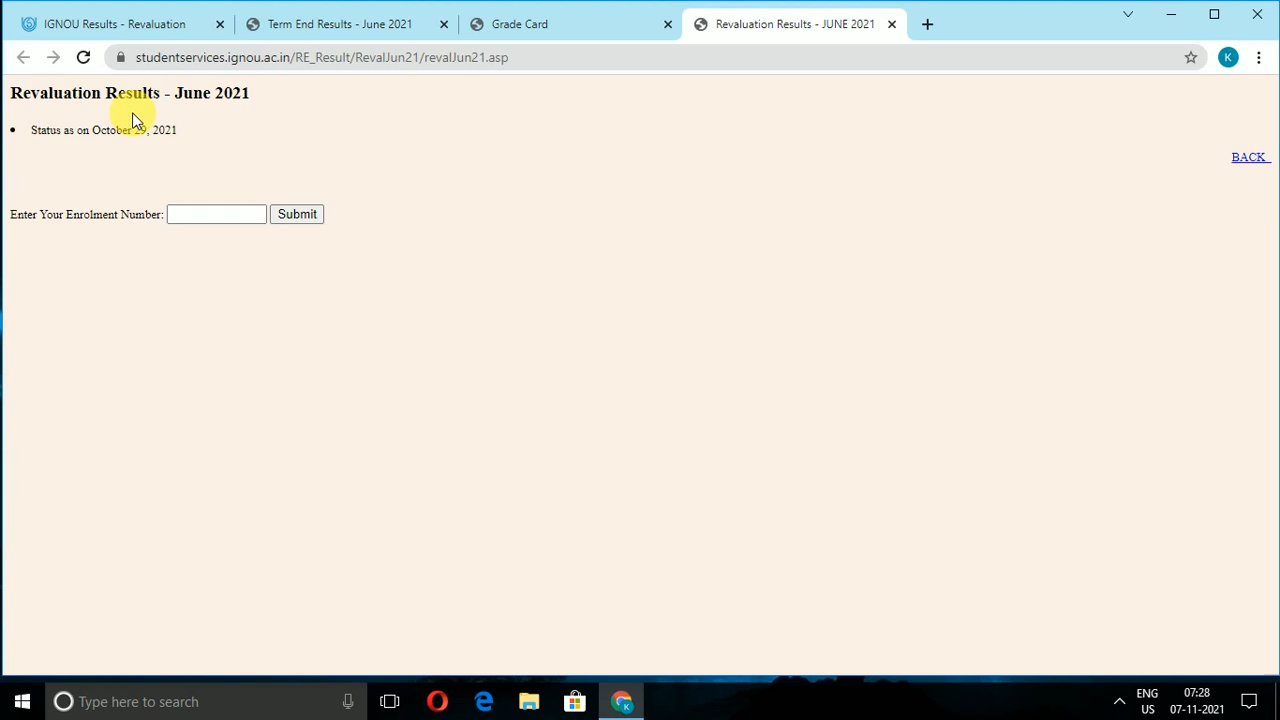 IGNOU Results - Revaluation
Term End Results - June 2021
Grade Card
Revaluation Results - JUNE 2021
studentservices.ignou.ac.in/RE_Result/RevalJun21/revalJun21.asp
K
Revaluation Results - June 2021
Status as on October 29, 2021
BACK
Enter Your Enrolment Number:
Submit
Type here to search
K
ENG
US
07:28
07-11-2021